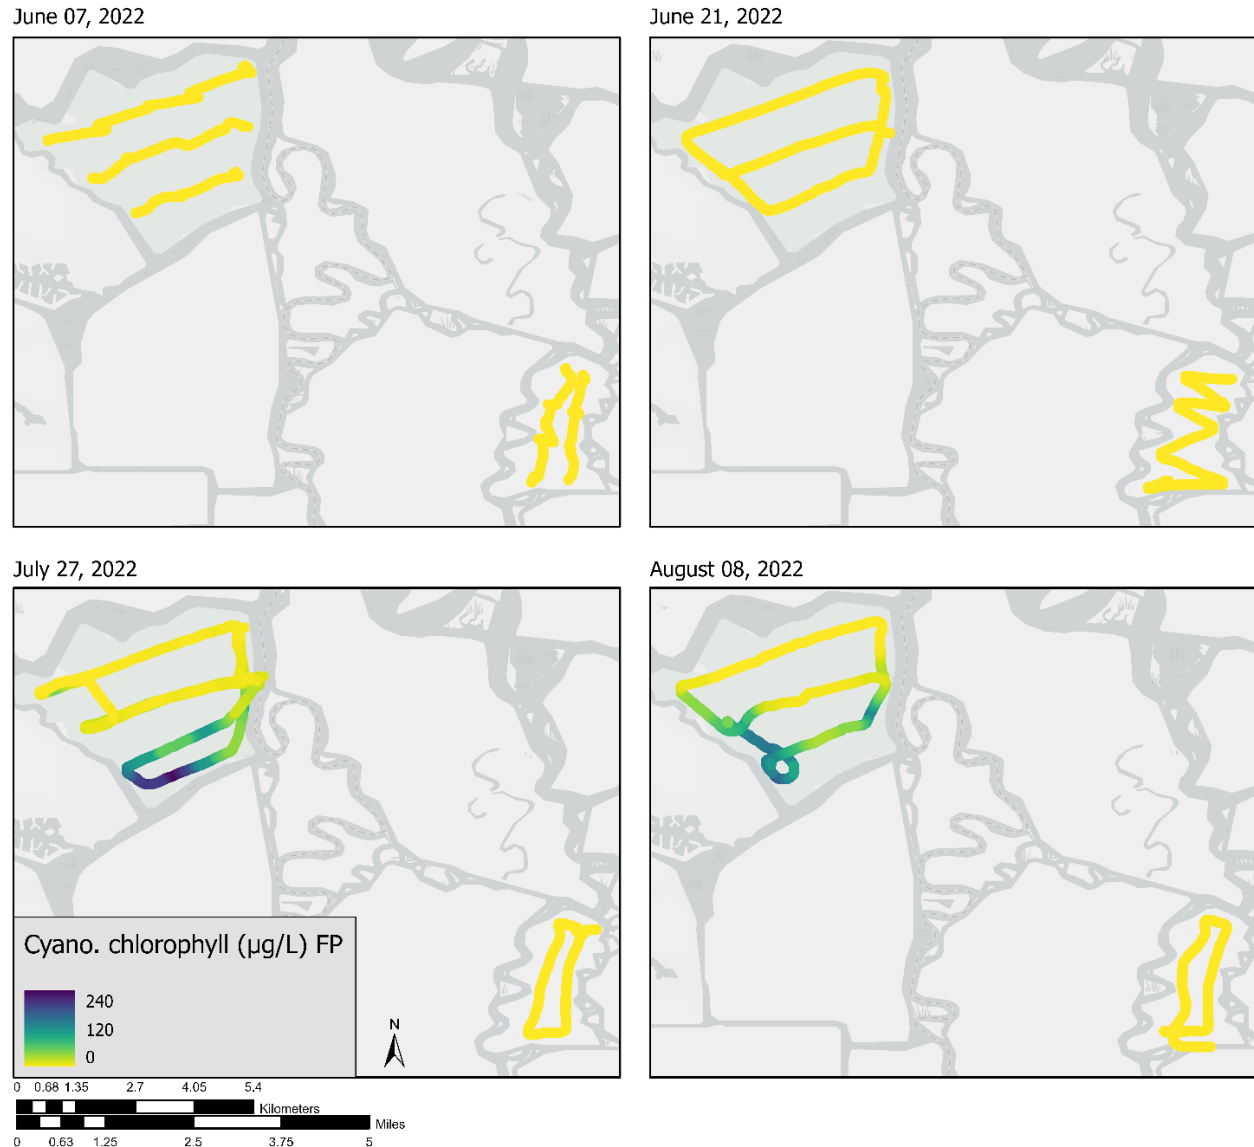 June 07, 2022
June 21, 2022
July 27, 2022
August 08, 2022
Cyano. chlorophyll (µg/L) FP
240
120
0
N
0 0.68 1.35 2.7 4.05 5.4
Kilometers
Miles
0 0.63 1.25 2.5 3.75 5